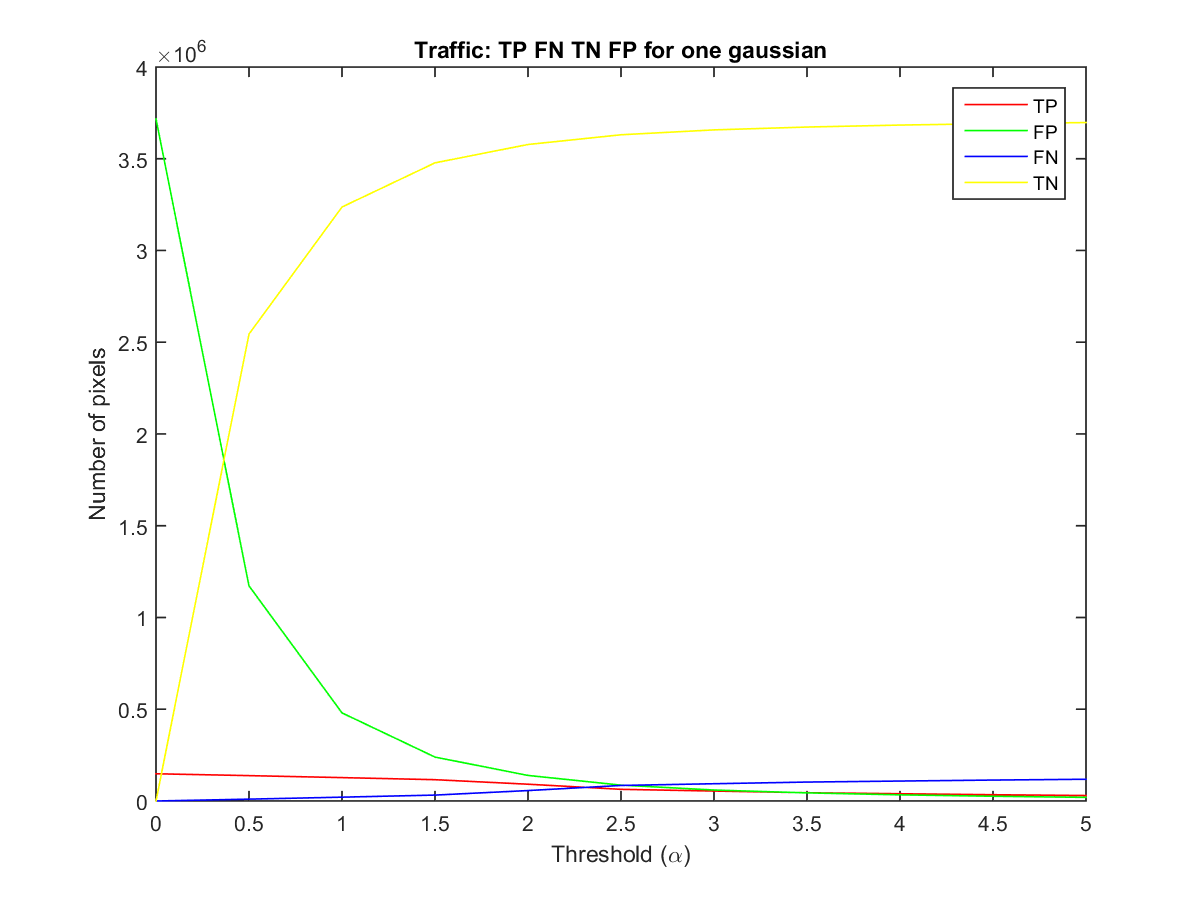 Traffic: TP FN TN FP for one gaussian
×10^6
4
3.5
3
2.5
2
1.5
1
0.5
0
Number of pixels
TP
FP
FN
TN
0 0.5 1 1.5 2 2.5 3 3.5 4 4.5 5
Threshold (α)